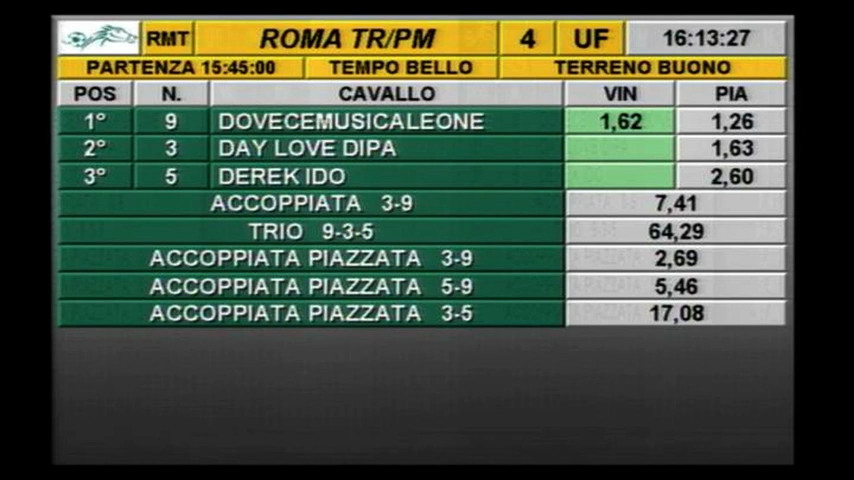 RMT ROMA TR/PM 4 UF 16:13:27
PARTENZA 15:45:00 TEMPO BELLO TERRENO BUONO
POS N. CAVALLO VIN PIA
1° 9 DOVECEMUSICALEONE 1,62 1,26
2° 3 DAY LOVE DIPA 1,63
3° 5 DEREK IDO 2,60
ACCOPPIATA 3-9 7,41
TRIO 9-3-5 64,29
ACCOPPIATA PIAZZATA 3-9 2,69
ACCOPPIATA PIAZZATA 5-9 5,46
ACCOPPIATA PIAZZATA 3-5 17,08